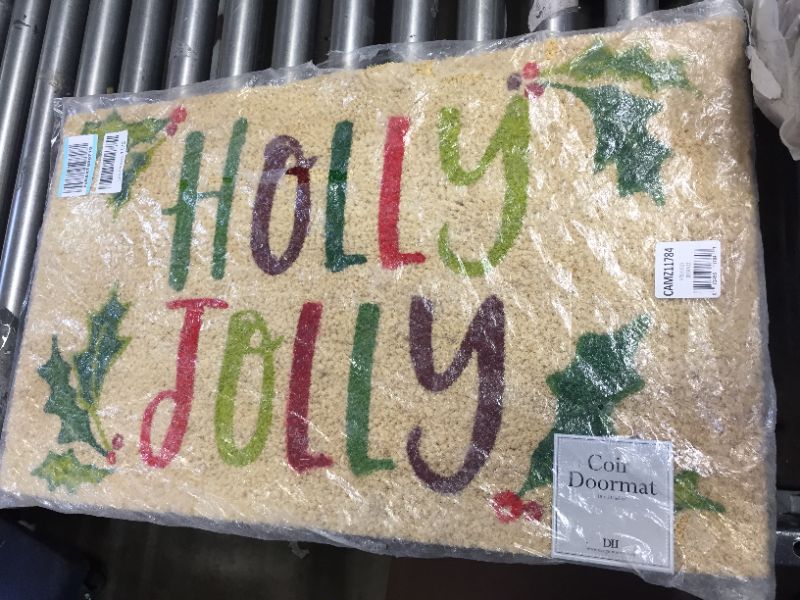 HOLLY
JOLLY
CAMZ11784
Coir
Doormat
DII